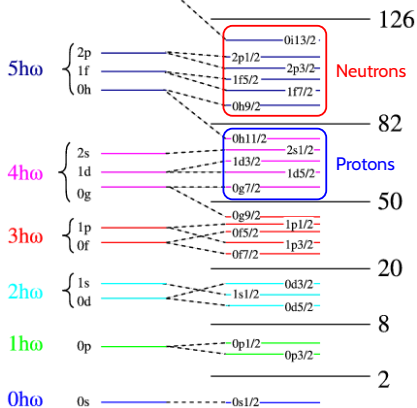 126
0i13/2
2p
2p1/2
5hω
1f
2p3/2
Neutrons
1f5/2
0h
1f7/2
0h9/2
82
0h11/2
2s
2s1/2
1d3/2
Protons
4hω
1d
1d5/2
0g
0g7/2
50
0g9/2
1p
1p1/2
3hω
0f5/2
0f
1p3/2
0f7/2
20
1s
0d3/2
2hω
1s1/2
0d
0d5/2
8
1hω
0p
0p1/2
0p3/2
2
0hω
0s
0s1/2